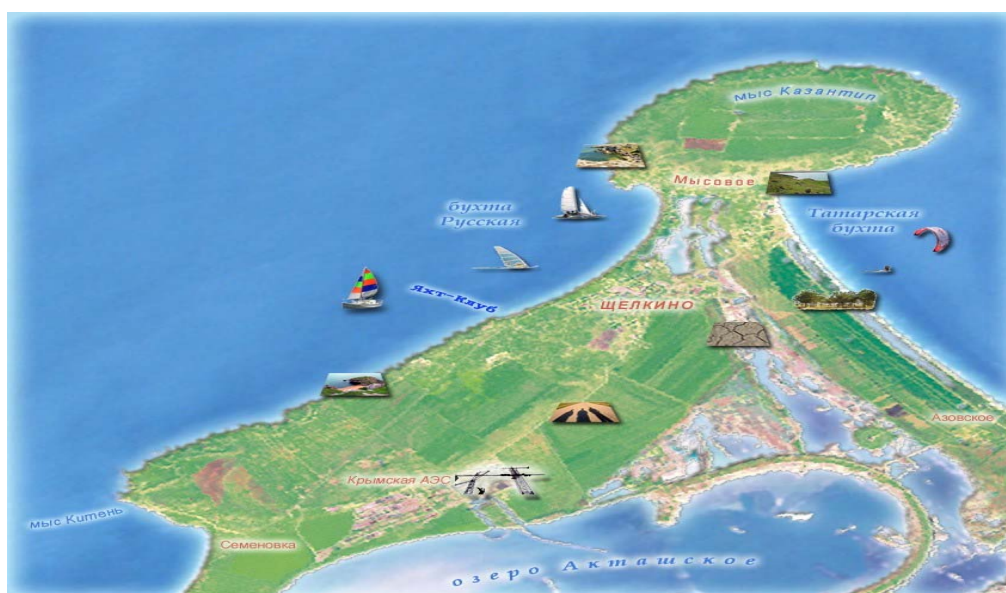 мыс Казантип
Мысовое
бухта
Русская
Татарская
бухта
яхт-клуб
ЩЕЛКИНО
Азовское
Крымская АЭС
мыс Китень
Семеновка
озеро Акташское